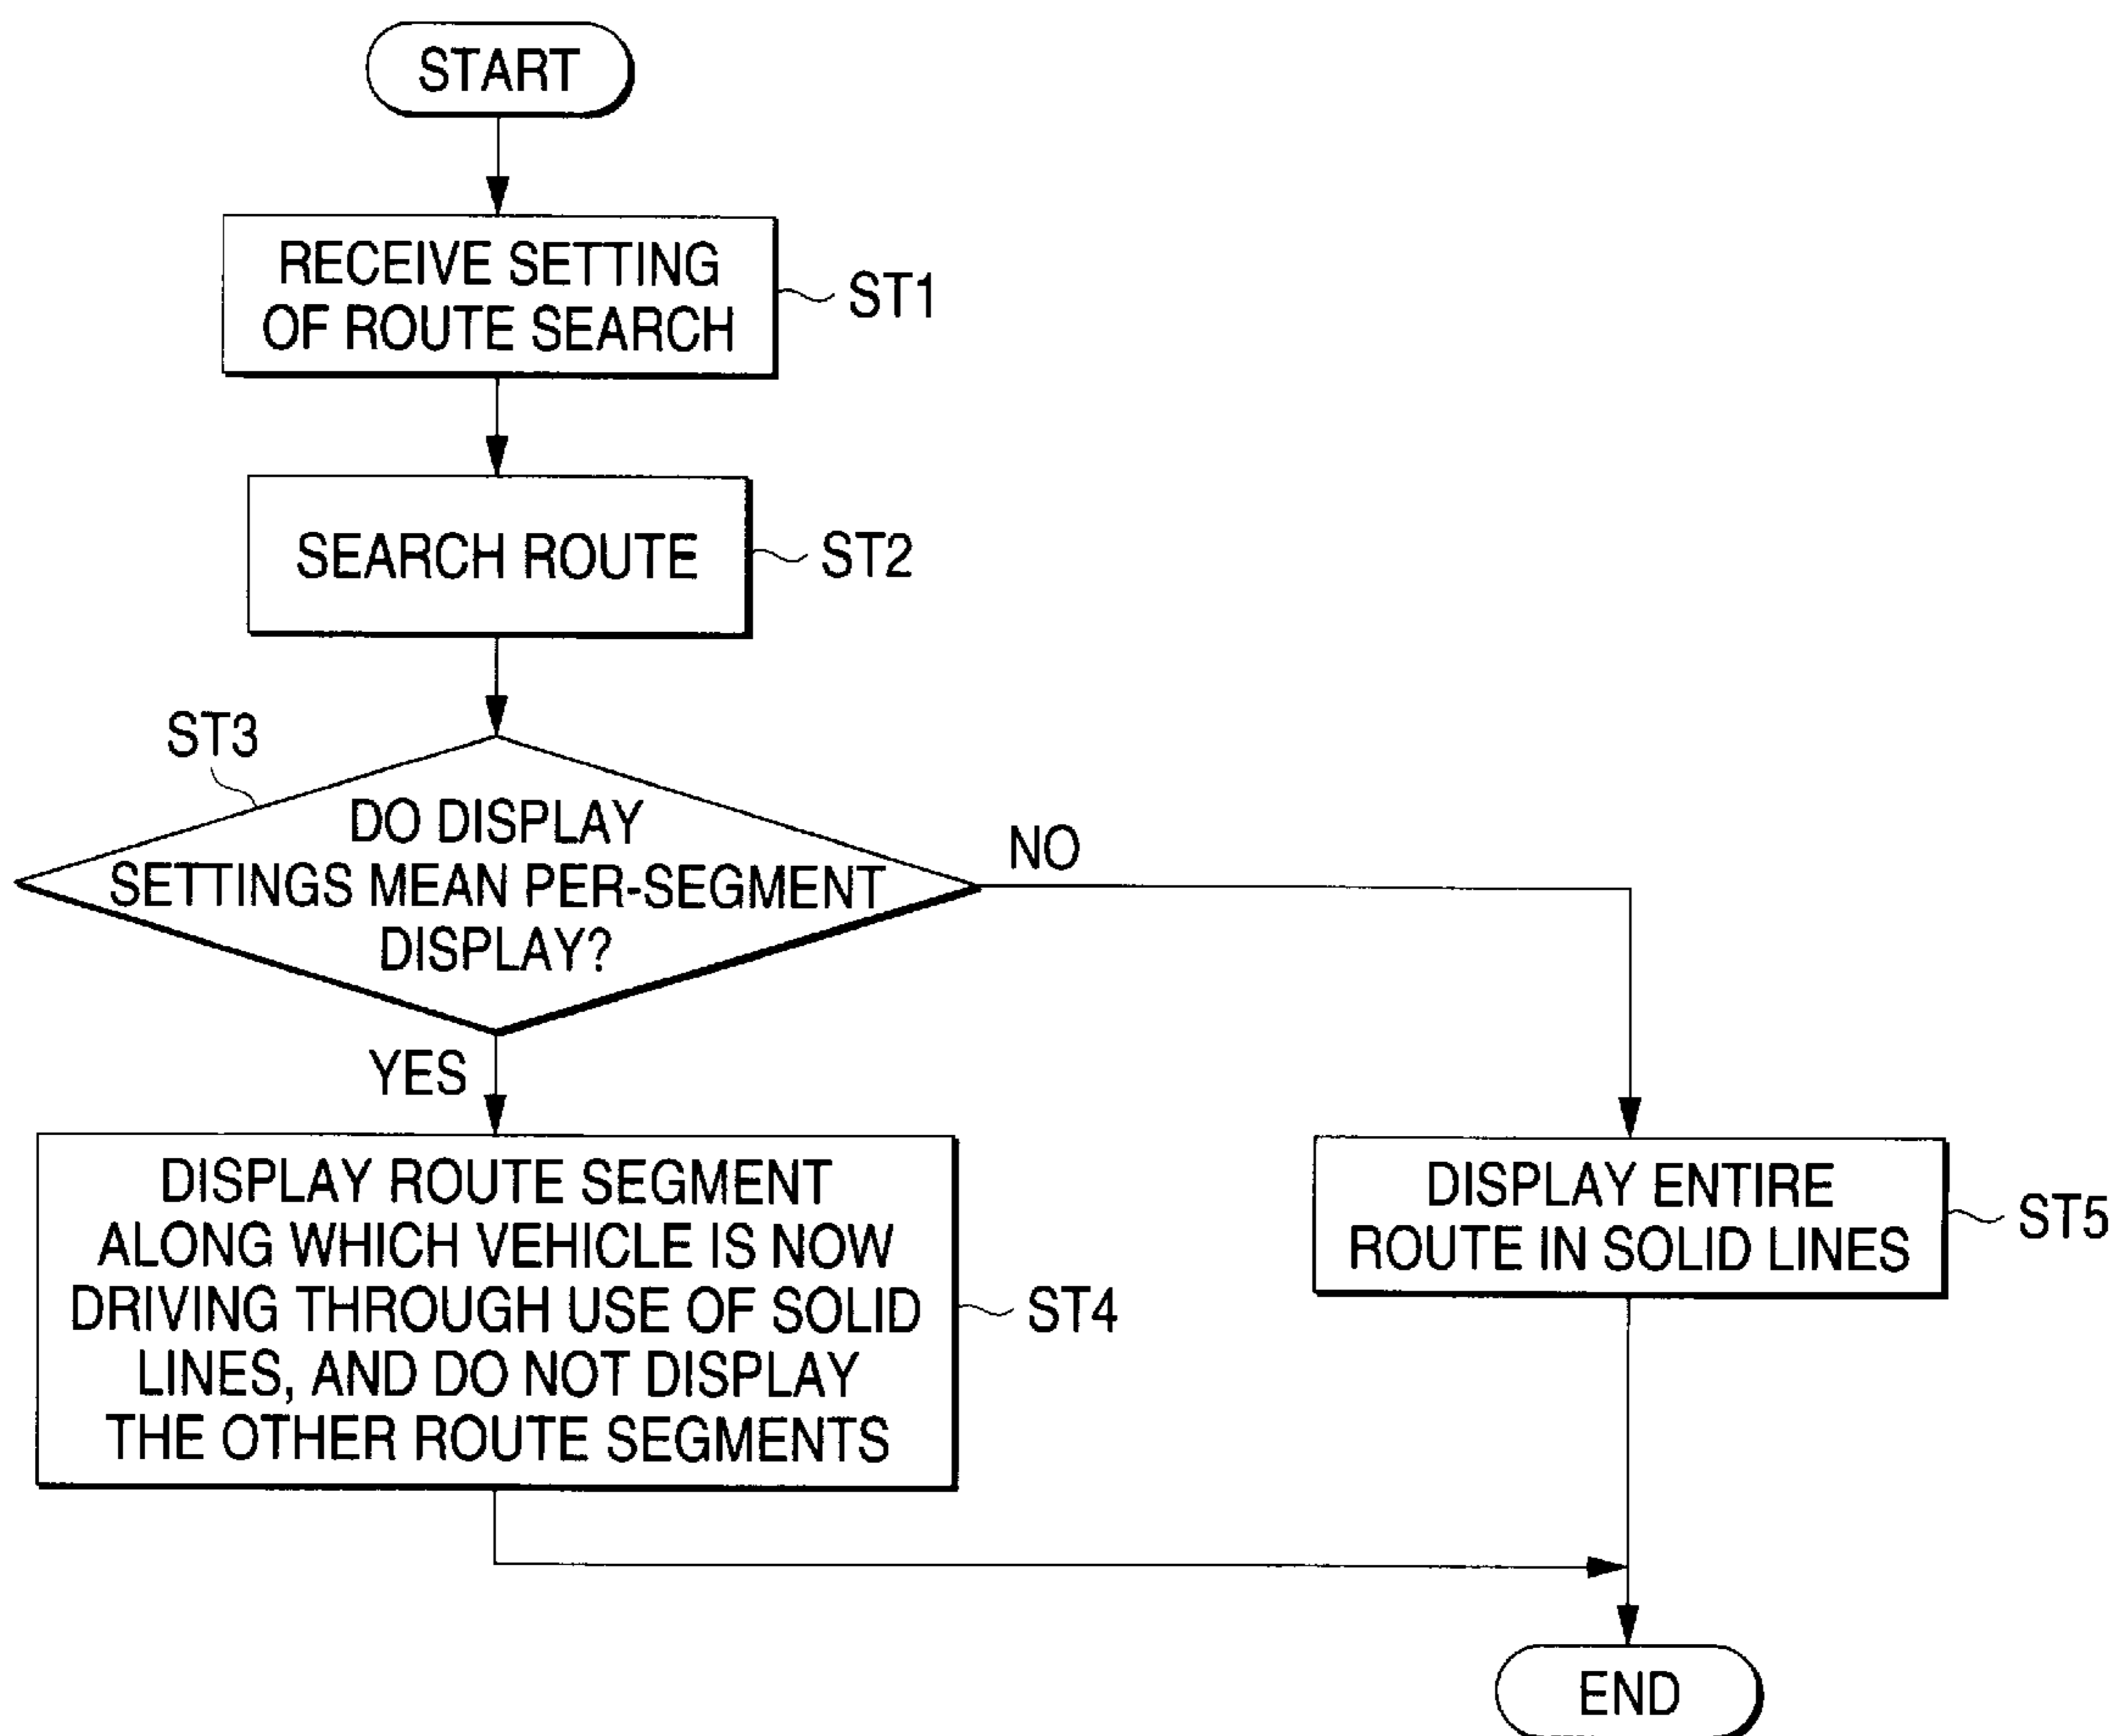 START
RECEIVE SETTING
OF ROUTE SEARCH
ST1
SEARCH ROUTE
ST2
ST3
DO DISPLAY
SETTINGS MEAN PER-SEGMENT
DISPLAY?
NO
YES
DISPLAY ROUTE SEGMENT
ALONG WHICH VEHICLE IS NOW
DRIVING THROUGH USE OF SOLID
LINES, AND DO NOT DISPLAY
THE OTHER ROUTE SEGMENTS
ST4
DISPLAY ENTIRE
ROUTE IN SOLID LINES
ST5
END